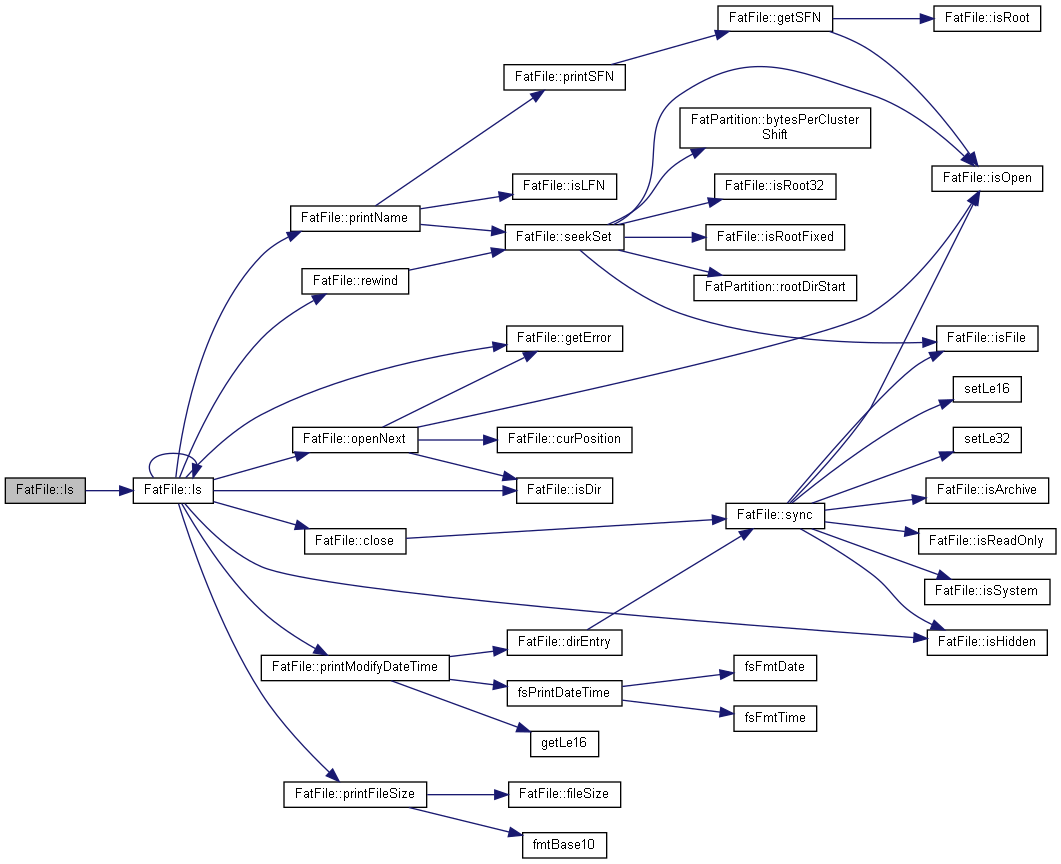 FatFile::getSFN
FatFile::isRoot
FatFile::printSFN
FatPartition::bytesPerCluster
Shift
FatFile::isOpen
FatFile::isLFN
FatFile::isRoot32
FatFile::printName
FatFile::seekSet
FatFile::isRootFixed
FatFile::rewind
FatPartition::rootDirStart
FatFile::getError
FatFile::isFile
setLe16
FatFile::openNext
FatFile::curPosition
setLe32
FatFile::ls
FatFile::ls
FatFile::isDir
FatFile::isArchive
FatFile::sync
FatFile::close
FatFile::isReadOnly
FatFile::isSystem
FatFile::dirEntry
FatFile::isHidden
FatFile::printModifyDateTime
fsFmtDate
fsPrintDateTime
fsFmtTime
getLe16
FatFile::printFileSize
FatFile::fileSize
fmtBase10